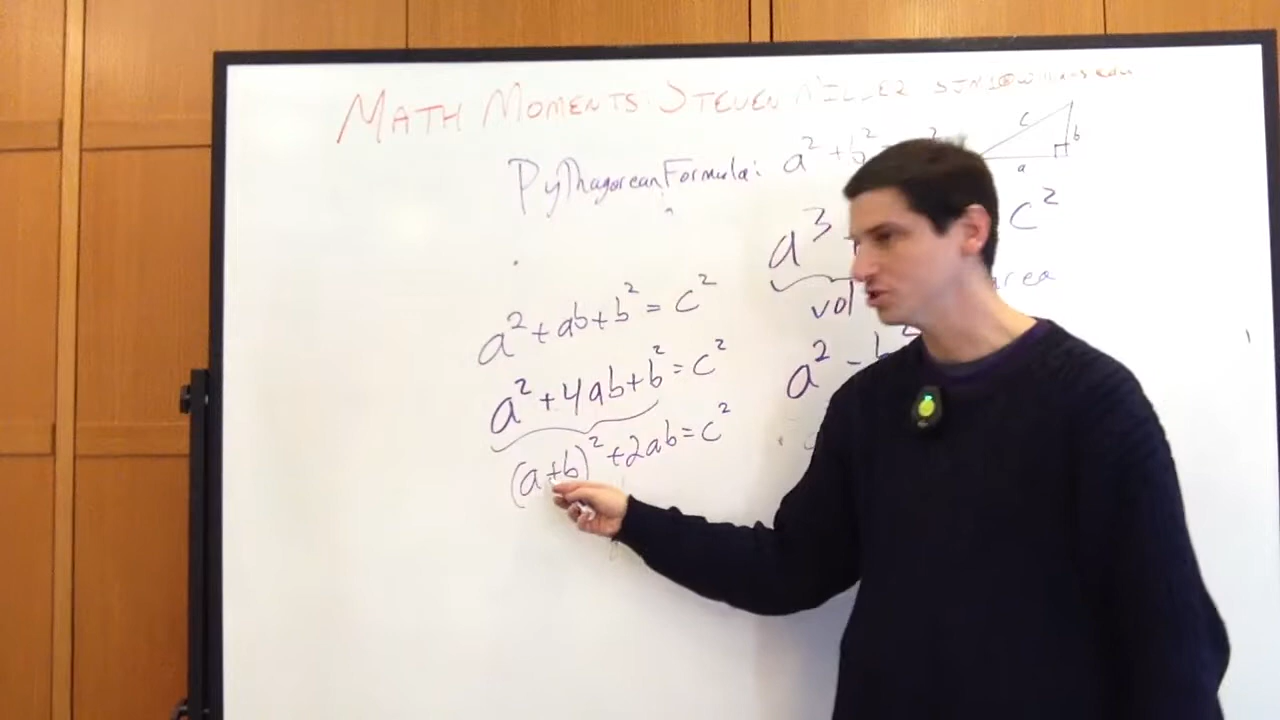 MATH MOMENTS: STEVEN MILLER
Pythagorean Formula: a² + b²
c
b
a
a³
c²
vol
area
a² + ab + b² = c²
a² + 4ab + b² = c²
a² - b²
(a+b)² + 2ab = c²